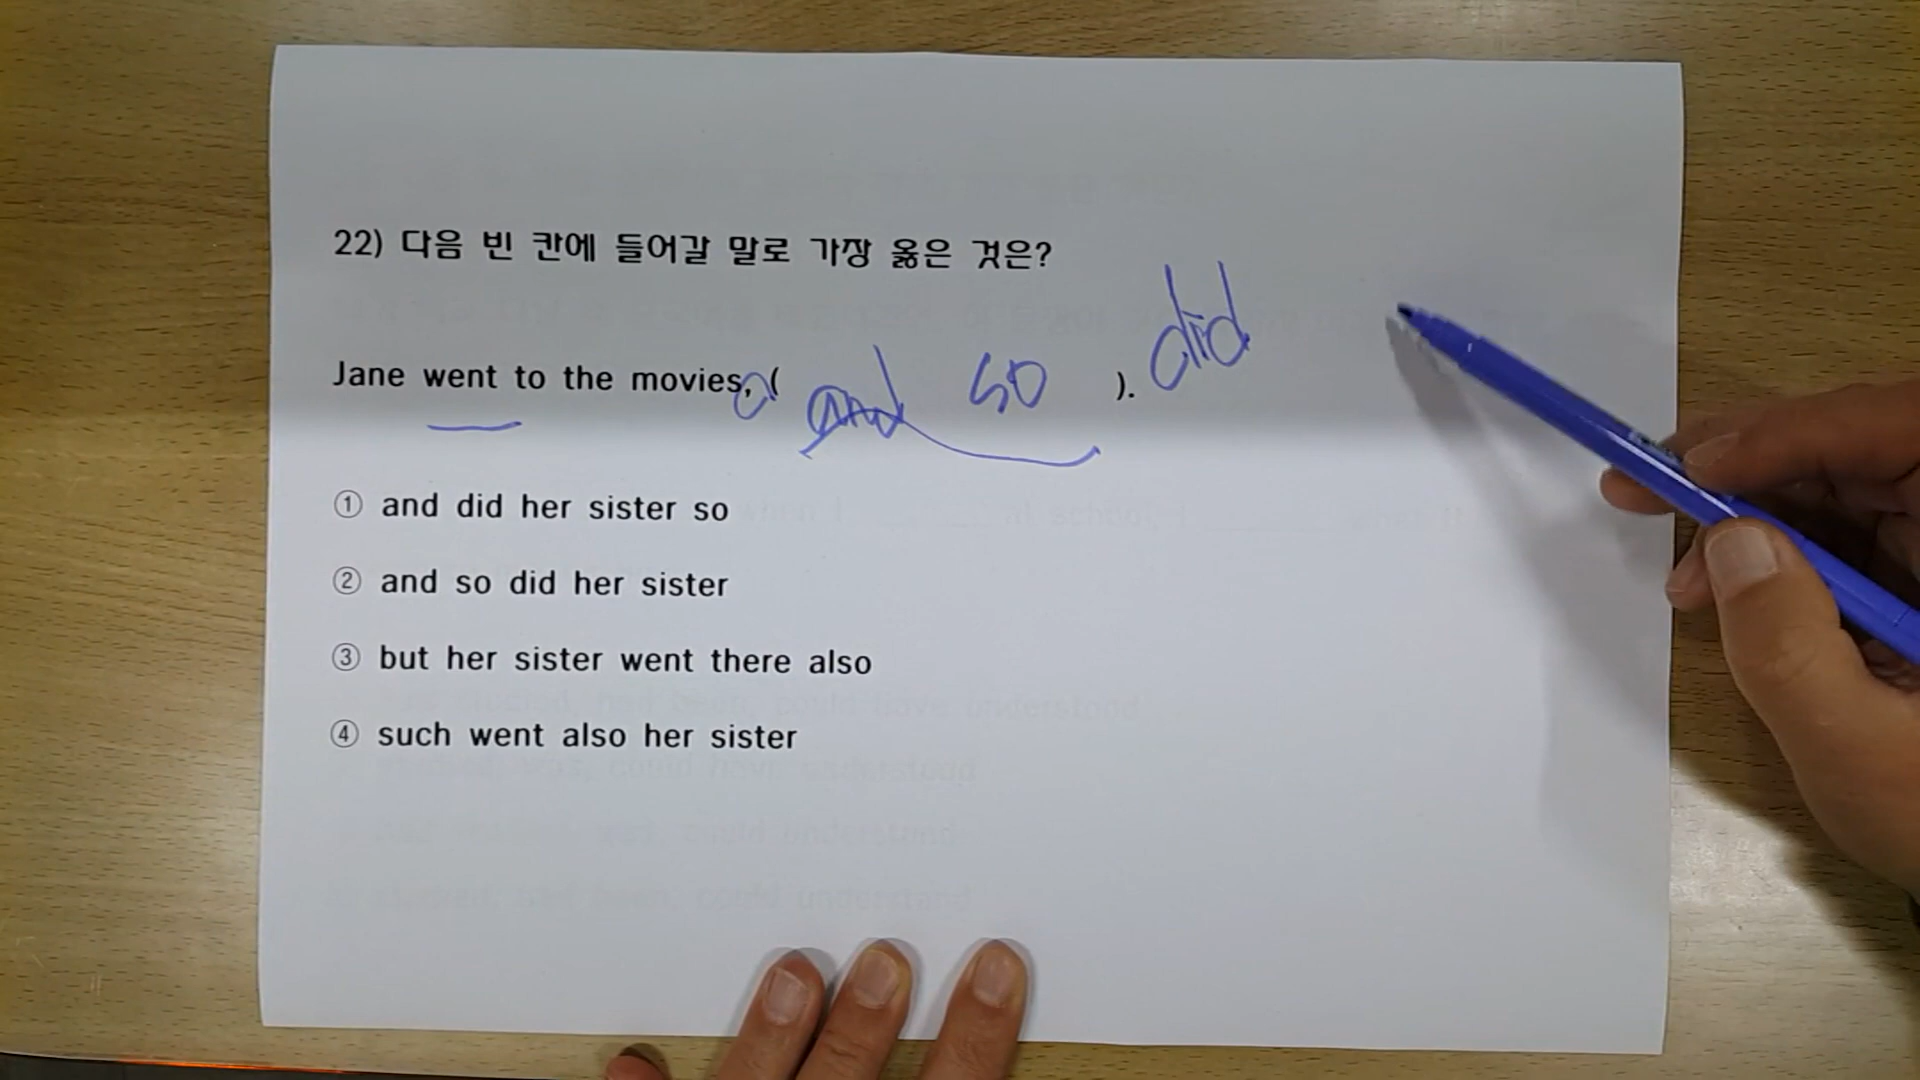 22) 다음 빈 칸에 들어갈 말로 가장 옳은 것은?
did
Jane went to the movies, ( and so ).
① and did her sister so
② and so did her sister
③ but her sister went there also
④ such went also her sister